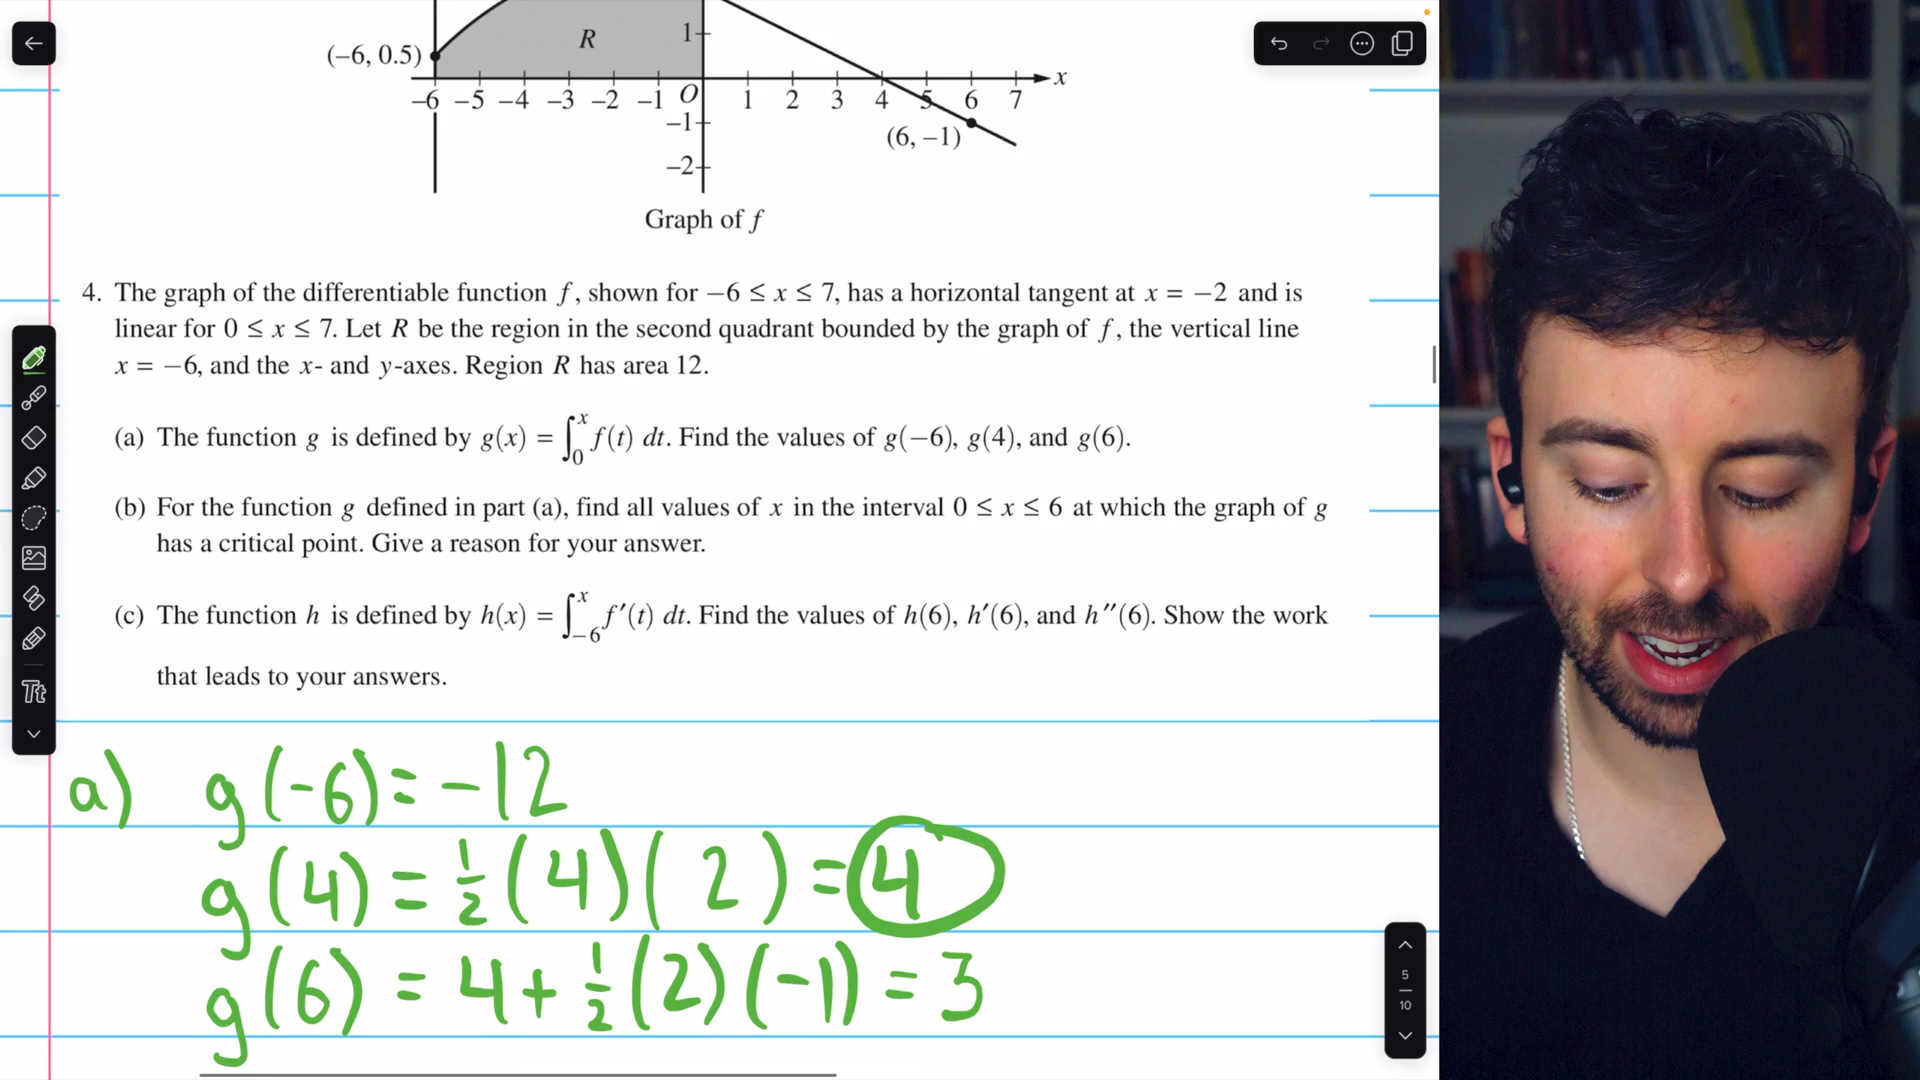 R
1
(−6, 0.5)
x
−6 −5 −4 −3 −2 −1 O 1 2 3 4 5 6 7
−1
(6, −1)
−2
Graph of f
4. The graph of the differentiable function f, shown for −6 ≤ x ≤ 7, has a horizontal tangent at x = −2 and is
linear for 0 ≤ x ≤ 7. Let R be the region in the second quadrant bounded by the graph of f, the vertical line
x = −6, and the x- and y-axes. Region R has area 12.
(a) The function g is defined by g(x) = ∫₀ˣ f(t) dt. Find the values of g(−6), g(4), and g(6).
(b) For the function g defined in part (a), find all values of x in the interval 0 ≤ x ≤ 6 at which the graph of g
has a critical point. Give a reason for your answer.
(c) The function h is defined by h(x) = ∫₋₆ˣ f′(t) dt. Find the values of h(6), h′(6), and h″(6). Show the work
that leads to your answers.
Tt
a) g(-6) = -12
g(4) = ½(4)(2) = 4
g(6) = 4 + ½(2)(-1) = 3
5
10